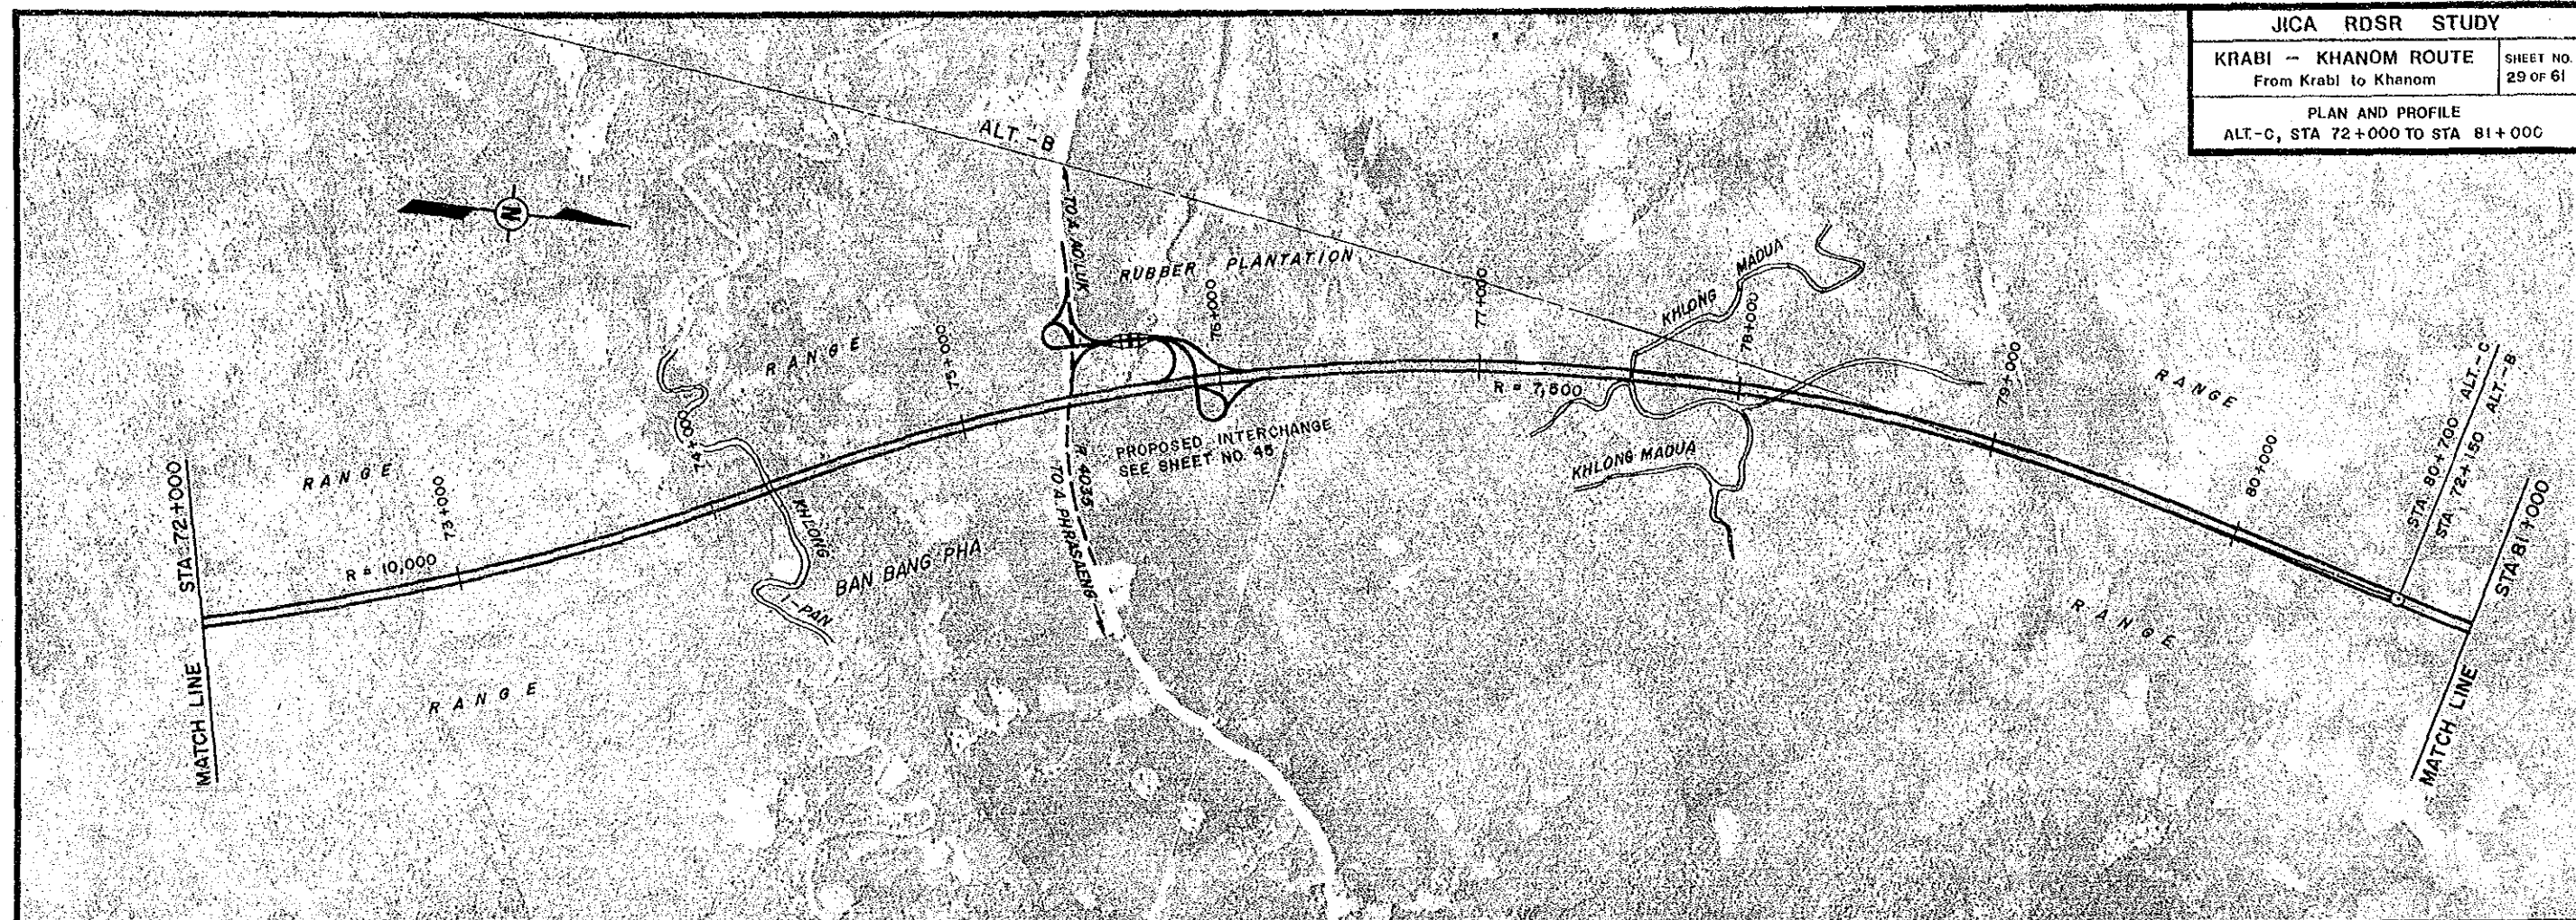 JICA RDSR STUDY
KRABI - KHANOM ROUTE
From Krabi to Khanom
SHEET NO.
29 OF 61
PLAN AND PROFILE
ALT.-C, STA 72+000 TO STA 81+000
ALT.-B
N
TO A. AOLUK
RUBBER PLANTATION
76+000
77+000
KHLONG MADUA
78+000
79+000
RANGE
STA 80+700 ALT.-C
STA 72+150 ALT.-B
80+000
STA 81+000
MATCH LINE
RANGE
RANGE
75+000
R = 7,500
PROPOSED INTERCHANGE
SEE SHEET NO. 45
KHLONG MADUA
R. 4035
TO A PHRASAENG
74+000
KHLONG
I-PAN
BAN BANG PHA
RANGE
73+000
R = 10,000
STA 72+000
MATCH LINE
RANGE